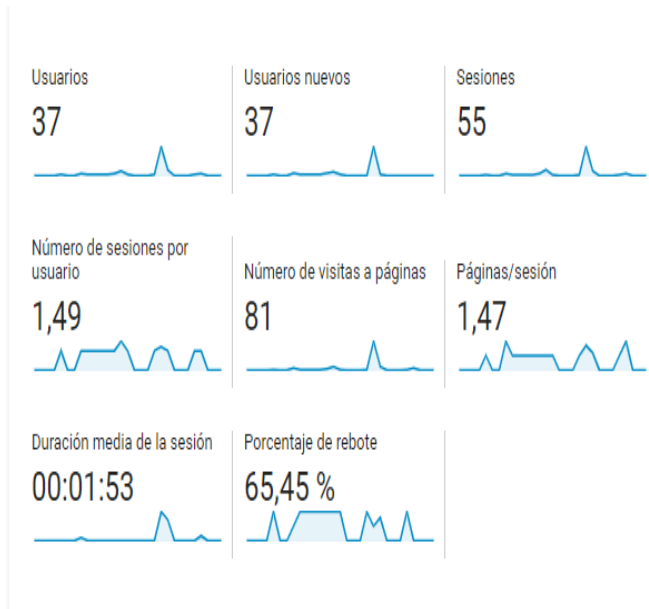 Usuarios
37
Usuarios nuevos
37
Sesiones
55
Número de sesiones por
usuario
1,49
Número de visitas a páginas
81
Páginas/sesión
1,47
Duración media de la sesión
00:01:53
Porcentaje de rebote
65,45 %